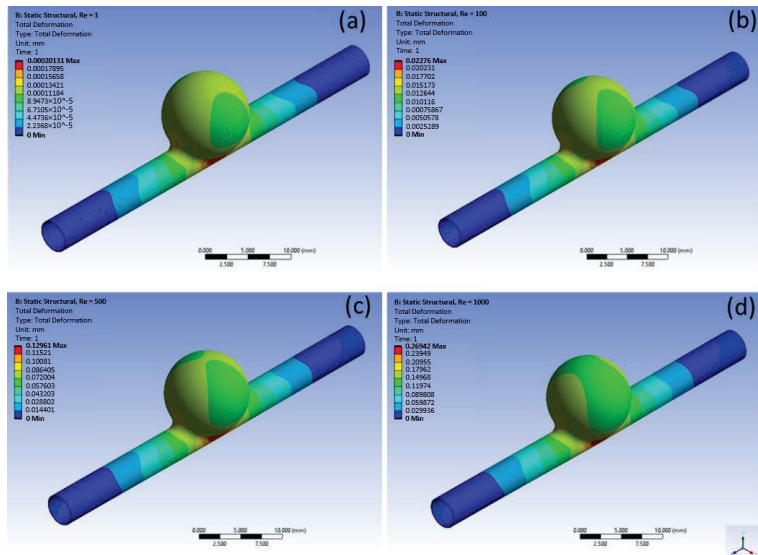 B: Static Structural, Re = 1
Total Deformation
Type: Total Deformation
Unit: mm
Time: 1
0.00020131 Max
0.00017895
0.00015658
0.00013421
0.00011184
8.9473×10^-5
6.7105×10^-5
4.4736×10^-5
2.2368×10^-5
0 Min
(a)
0.000 5.000 10.000 (mm)
2.500 7.500
B: Static Structural, Re = 100
Total Deformation
Type: Total Deformation
Unit: mm
Time: 1
0.02276 Max
0.020231
0.017702
0.015173
0.012644
0.010116
0.00075867
0.0050578
0.0025289
0 Min
(b)
0.000 5.000 10.000 (mm)
2.500 7.500
B: Static Structural, Re = 500
Total Deformation
Type: Total Deformation
Unit: mm
Time: 1
0.12961 Max
0.11521
0.10081
0.086405
0.072004
0.057603
0.043203
0.028802
0.014401
0 Min
(c)
0.000 5.000 10.000 (mm)
2.500 7.500
B: Static Structural, Re = 1000
Total Deformation
Type: Total Deformation
Unit: mm
Time: 1
0.26942 Max
0.23949
0.20955
0.17962
0.14968
0.11974
0.089808
0.059872
0.029936
0 Min
(d)
0.000 5.000 10.000 (mm)
2.500 7.500